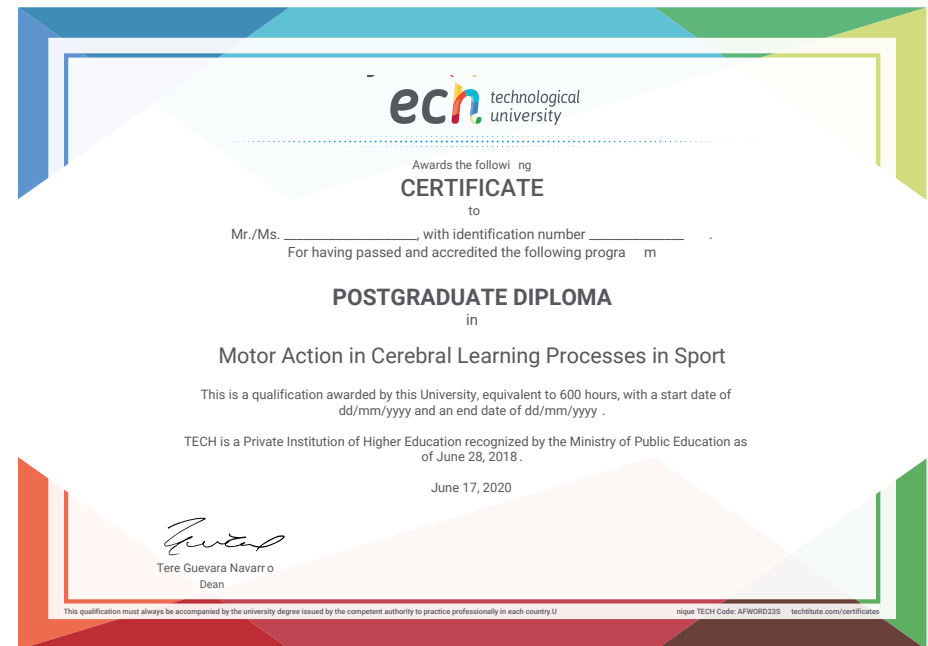 ech technological
university
Awards the followi ng
CERTIFICATE
to
Mr./Ms. ____________________, with identification number ______________ .
For having passed and accredited the following progra m
POSTGRADUATE DIPLOMA
in
Motor Action in Cerebral Learning Processes in Sport
This is a qualification awarded by this University, equivalent to 600 hours, with a start date of
dd/mm/yyyy and an end date of dd/mm/yyyy .
TECH is a Private Institution of Higher Education recognized by the Ministry of Public Education as
of June 28, 2018 .
June 17, 2020
Tere Guevara Navarr o
Dean
This qualification must always be accompanied by the university degree issued by the competent authority to practice professionally in each country.U nique TECH Code: AFWORD23S techtitute.com/certificates